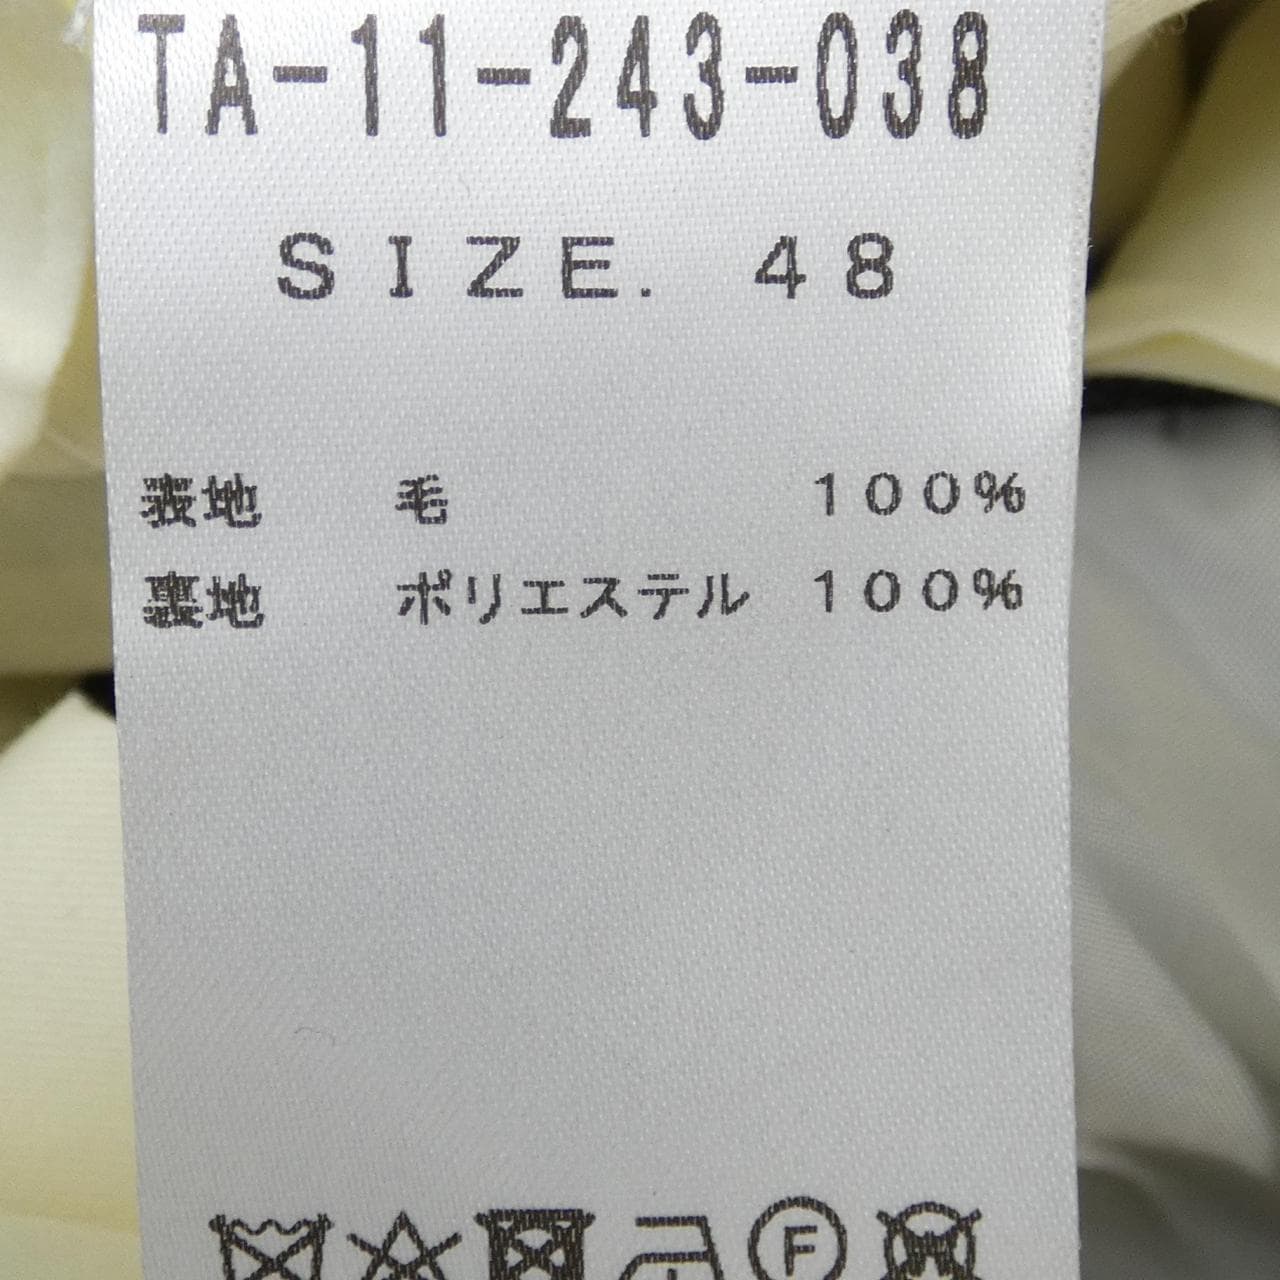 TA-11-243-038
SIZE. 48
表地 毛 100%
裏地 ポリエステル 100%
F
W